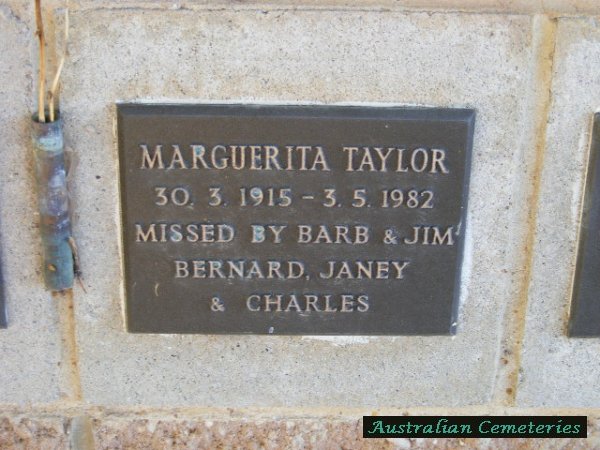 MARGUERITA TAYLOR
30. 3. 1915 - 3. 5. 1982
MISSED BY BARB & JIM
BERNARD, JANEY
& CHARLES
Australian Cemeteries